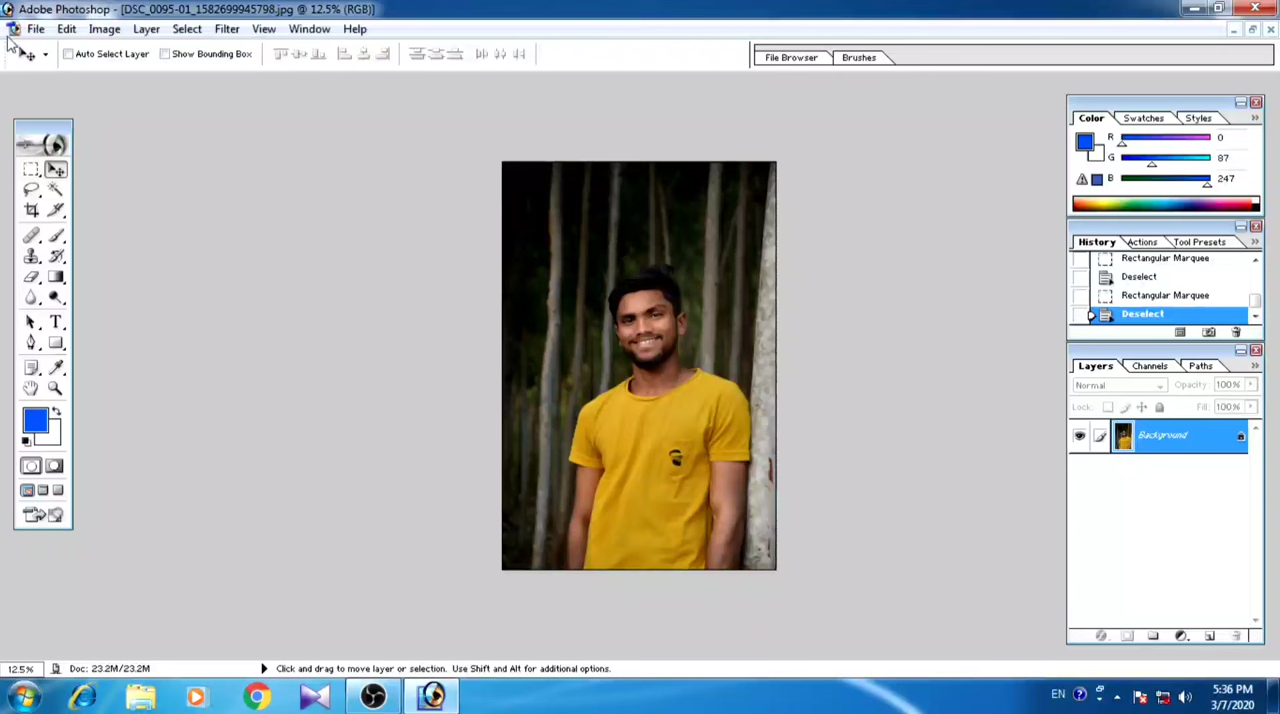 Adobe Photoshop - [DSC_0095-01_1582699945798.jpg @ 12.5% (RGB)]
File Edit Image Layer Select Filter View Window Help
Auto Select Layer Show Bounding Box
File Browser Brushes
Color Swatches Styles
R 0
G 87
B 247
History Actions Tool Presets
Rectangular Marquee
Deselect
Rectangular Marquee
Deselect
Layers Channels Paths
Normal Opacity: 100%
Lock: Fill: 100%
Background
12.5% Doc: 23.2M/23.2M Click and drag to move layer or selection. Use Shift and Alt for additional options.
EN 5:36 PM
3/7/2020